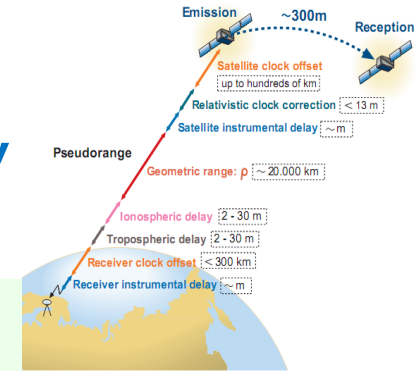 Emission
~300m
Reception
Satellite clock offset
up to hundreds of km
Relativistic clock correction < 13 m
Satellite instrumental delay ~m
Pseudorange
Geometric range: ρ ~ 20.000 km
Ionospheric delay 2 - 30 m
Tropospheric delay 2 - 30 m
Receiver clock offset < 300 km
Receiver instrumental delay ~m